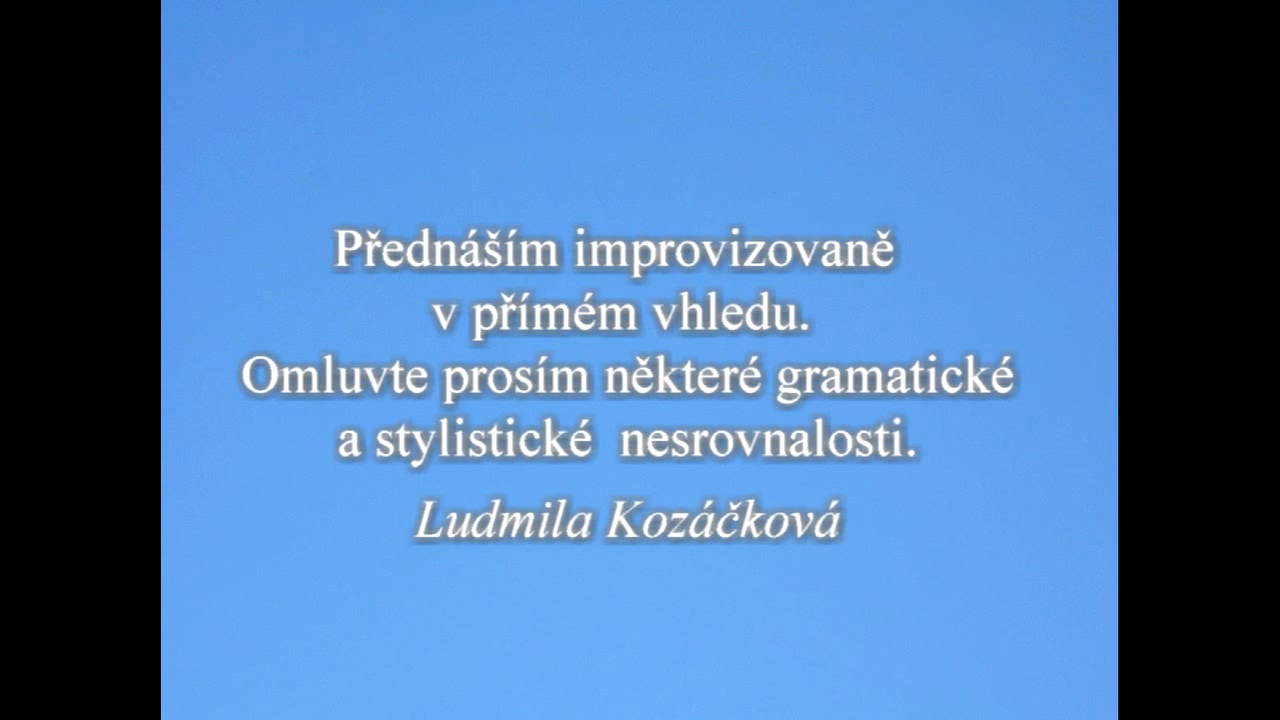 Přednáším improvizovaně
v přímém vhledu.
Omluvte prosím některé gramatické
a stylistické nesrovnalosti.
Ludmila Kozáčková